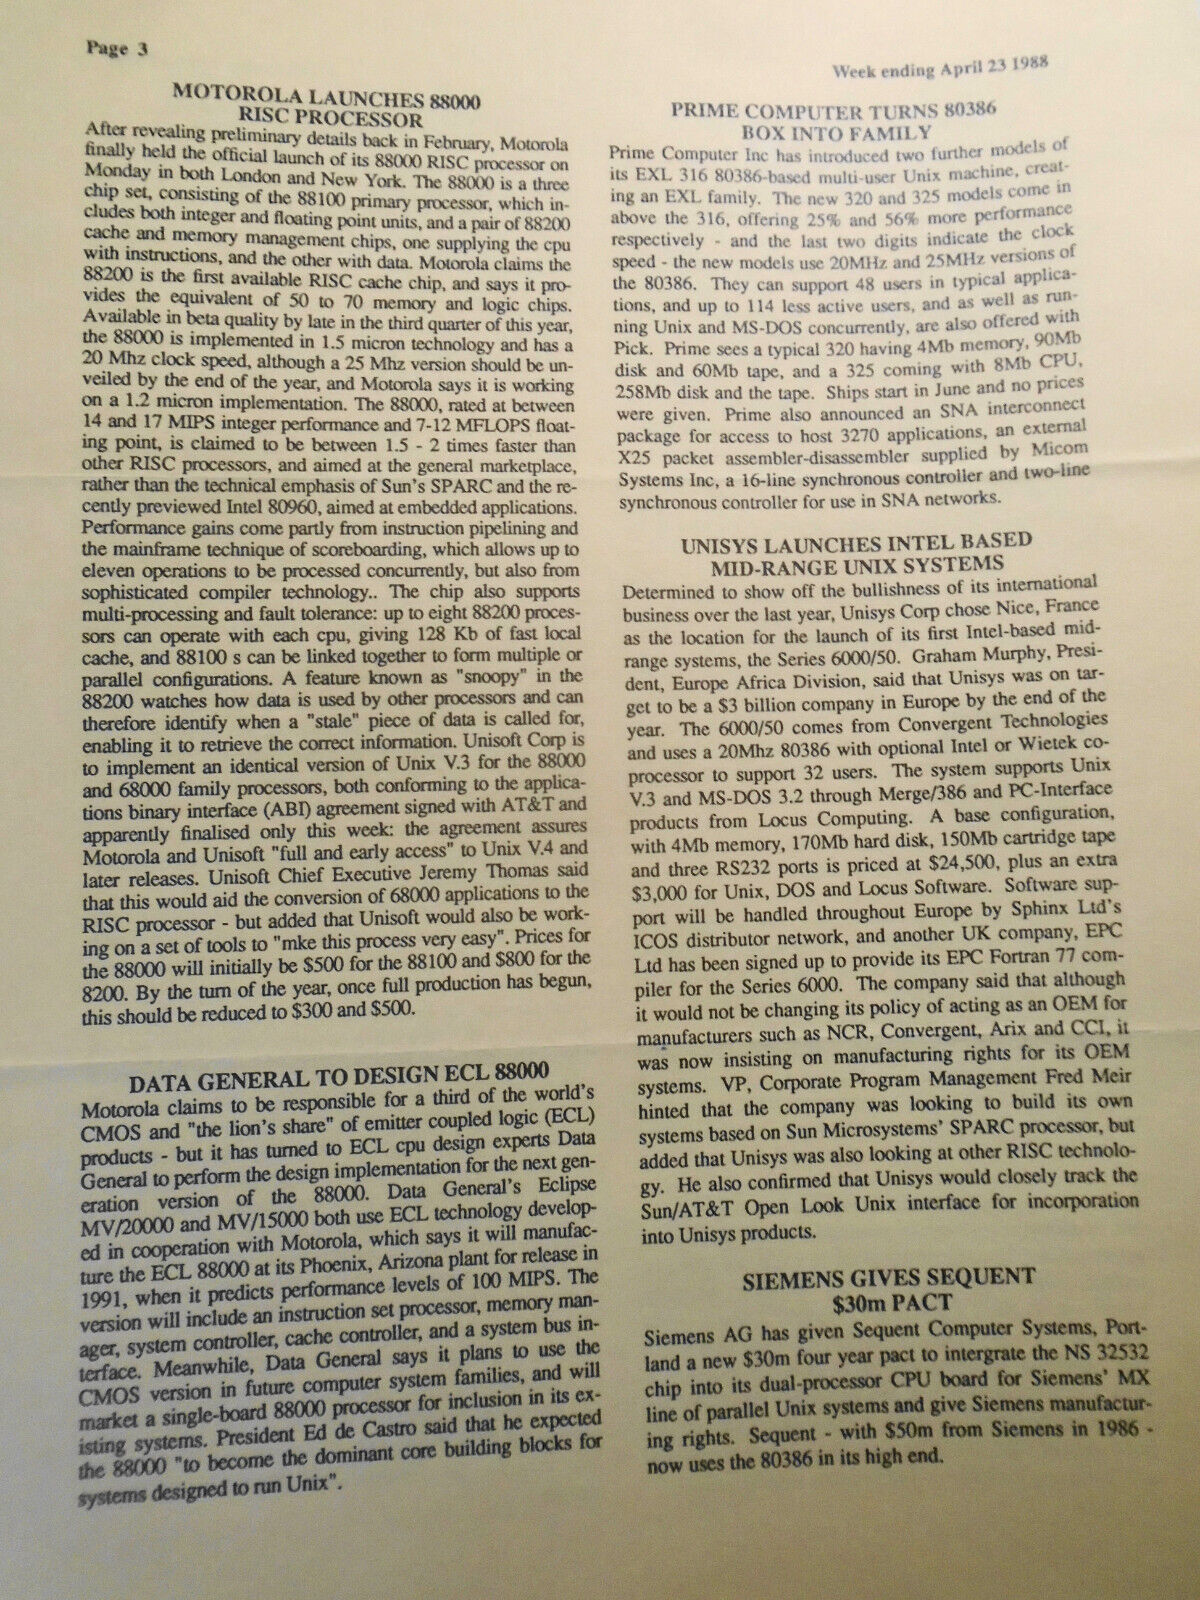 Page 3
Week ending April 23 1988
MOTOROLA LAUNCHES 88000
RISC PROCESSOR
After revealing preliminary details back in February, Motorola
finally held the official launch of its 88000 RISC processor on
Monday in both London and New York. The 88000 is a three
chip set, consisting of the 88100 primary processor, which in-
cludes both integer and floating point units, and a pair of 88200
cache and memory management chips, one supplying the cpu
with instructions, and the other with data. Motorola claims the
88200 is the first available RISC cache chip, and says it pro-
vides the equivalent of 50 to 70 memory and logic chips.
Available in beta quality by late in the third quarter of this year,
the 88000 is implemented in 1.5 micron technology and has a
20 Mhz clock speed, although a 25 Mhz version should be un-
veiled by the end of the year, and Motorola says it is working
on a 1.2 micron implementation. The 88000, rated at between
14 and 17 MIPS integer performance and 7-12 MFLOPS float-
ing point, is claimed to be between 1.5 - 2 times faster than
other RISC processors, and aimed at the general marketplace,
rather than the technical emphasis of Sun's SPARC and the re-
cently previewed Intel 80960, aimed at embedded applications.
Performance gains come partly from instruction pipelining and
the mainframe technique of scoreboarding, which allows up to
eleven operations to be processed concurrently, but also from
sophisticated compiler technology.. The chip also supports
multi-processing and fault tolerance: up to eight 88200 proces-
sors can operate with each cpu, giving 128 Kb of fast local
cache, and 88100 s can be linked together to form multiple or
parallel configurations. A feature known as "snoopy" in the
88200 watches how data is used by other processors and can
therefore identify when a "stale" piece of data is called for,
enabling it to retrieve the correct information. Unisoft Corp is
to implement an identical version of Unix V.3 for the 88000
and 68000 family processors, both conforming to the applica-
tions binary interface (ABI) agreement signed with AT&T and
apparently finalised only this week: the agreement assures
Motorola and Unisoft "full and early access" to Unix V.4 and
later releases. Unisoft Chief Executive Jeremy Thomas said
that this would aid the conversion of 68000 applications to the
RISC processor - but added that Unisoft would also be work-
ing on a set of tools to "mke this process very easy". Prices for
the 88000 will initially be $500 for the 88100 and $800 for the
8200. By the turn of the year, once full production has begun,
this should be reduced to $300 and $500.
DATA GENERAL TO DESIGN ECL 88000
Motorola claims to be responsible for a third of the world's
CMOS and "the lion's share" of emitter coupled logic (ECL)
products - but it has turned to ECL cpu design experts Data
General to perform the design implementation for the next gen-
eration version of the 88000. Data General's Eclipse
MV/20000 and MV/15000 both use ECL technology develop-
ed in cooperation with Motorola, which says it will manufac-
ture the ECL 88000 at its Phoenix, Arizona plant for release in
1991, when it predicts performance levels of 100 MIPS. The
version will include an instruction set processor, memory man-
ager, system controller, cache controller, and a system bus in-
terface. Meanwhile, Data General says it plans to use the
CMOS version in future computer system families, and will
market a single-board 88000 processor for inclusion in its ex-
isting systems. President Ed de Castro said that he expected
the 88000 "to become the dominant core building blocks for
systems designed to run Unix".
PRIME COMPUTER TURNS 80386
BOX INTO FAMILY
Prime Computer Inc has introduced two further models of
its EXL 316 80386-based multi-user Unix machine, creat-
ing an EXL family. The new 320 and 325 models come in
above the 316, offering 25% and 56% more performance
respectively - and the last two digits indicate the clock
speed - the new models use 20MHz and 25MHz versions of
the 80386. They can support 48 users in typical applica-
tions, and up to 114 less active users, and as well as run-
ning Unix and MS-DOS concurrently, are also offered with
Pick. Prime sees a typical 320 having 4Mb memory, 90Mb
disk and 60Mb tape, and a 325 coming with 8Mb CPU,
258Mb disk and the tape. Ships start in June and no prices
were given. Prime also announced an SNA interconnect
package for access to host 3270 applications, an external
X25 packet assembler-disassembler supplied by Micom
Systems Inc, a 16-line synchronous controller and two-line
synchronous controller for use in SNA networks.
UNISYS LAUNCHES INTEL BASED
MID-RANGE UNIX SYSTEMS
Determined to show off the bullishness of its international
business over the last year, Unisys Corp chose Nice, France
as the location for the launch of its first Intel-based mid-
range systems, the Series 6000/50. Graham Murphy, Presi-
dent, Europe Africa Division, said that Unisys was on tar-
get to be a $3 billion company in Europe by the end of the
year. The 6000/50 comes from Convergent Technologies
and uses a 20Mhz 80386 with optional Intel or Wietek co-
processor to support 32 users. The system supports Unix
V.3 and MS-DOS 3.2 through Merge/386 and PC-Interface
products from Locus Computing. A base configuration,
with 4Mb memory, 170Mb hard disk, 150Mb cartridge tape
and three RS232 ports is priced at $24,500, plus an extra
$3,000 for Unix, DOS and Locus Software. Software sup-
port will be handled throughout Europe by Sphinx Ltd's
ICOS distributor network, and another UK company, EPC
Ltd has been signed up to provide its EPC Fortran 77 com-
piler for the Series 6000. The company said that although
it would not be changing its policy of acting as an OEM for
manufacturers such as NCR, Convergent, Arix and CCI, it
was now insisting on manufacturing rights for its OEM
systems. VP, Corporate Program Management Fred Meir
hinted that the company was looking to build its own
systems based on Sun Microsystems' SPARC processor, but
added that Unisys was also looking at other RISC technolo-
gy. He also confirmed that Unisys would closely track the
Sun/AT&T Open Look Unix interface for incorporation
into Unisys products.
SIEMENS GIVES SEQUENT
$30m PACT
Siemens AG has given Sequent Computer Systems, Port-
land a new $30m four year pact to intergrate the NS 32532
chip into its dual-processor CPU board for Siemens' MX
line of parallel Unix systems and give Siemens manufactur-
ing rights. Sequent - with $50m from Siemens in 1986 -
now uses the 80386 in its high end.